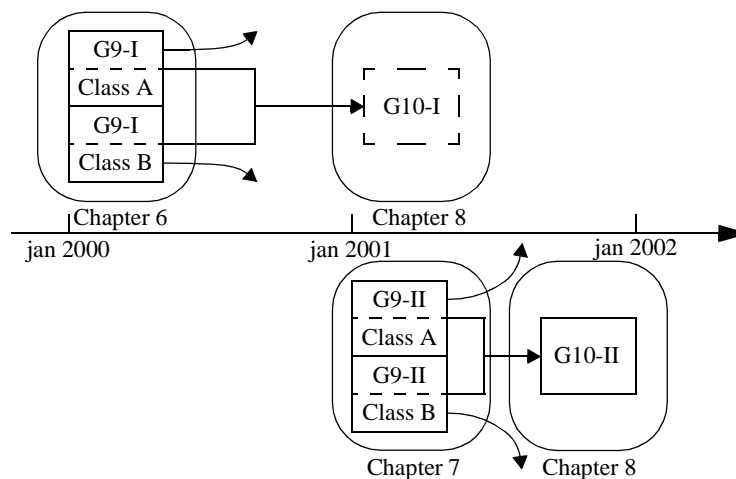 G9-I
Class A
G9-I
Class B
G10-I
Chapter 6
Chapter 8
jan 2000
jan 2001
jan 2002
G9-II
Class A
G9-II
Class B
G10-II
Chapter 7
Chapter 8